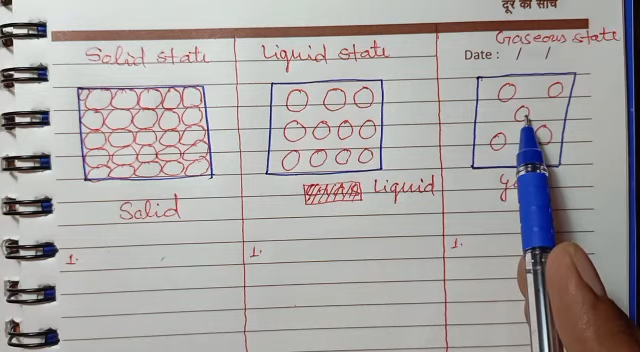 दूर की सोच
Solid state
Liquid state
Gaseous state
Date : / /
Solid
Liquid
1.
1.
1.